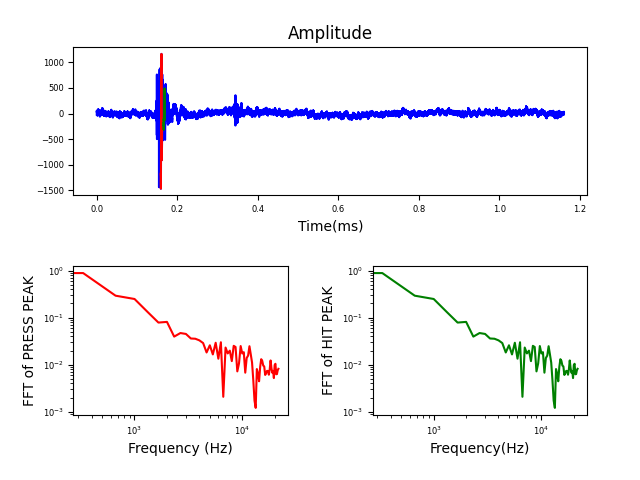 Amplitude
1000
500
0
−500
−1000
−1500
0.0 0.2 0.4 0.6 0.8 1.0 1.2
Time(ms)
FFT of PRESS PEAK
10⁰
10⁻¹
10⁻²
10⁻³
10³ 10⁴
Frequency (Hz)
FFT of HIT PEAK
10⁰
10⁻¹
10⁻²
10⁻³
10³ 10⁴
Frequency(Hz)